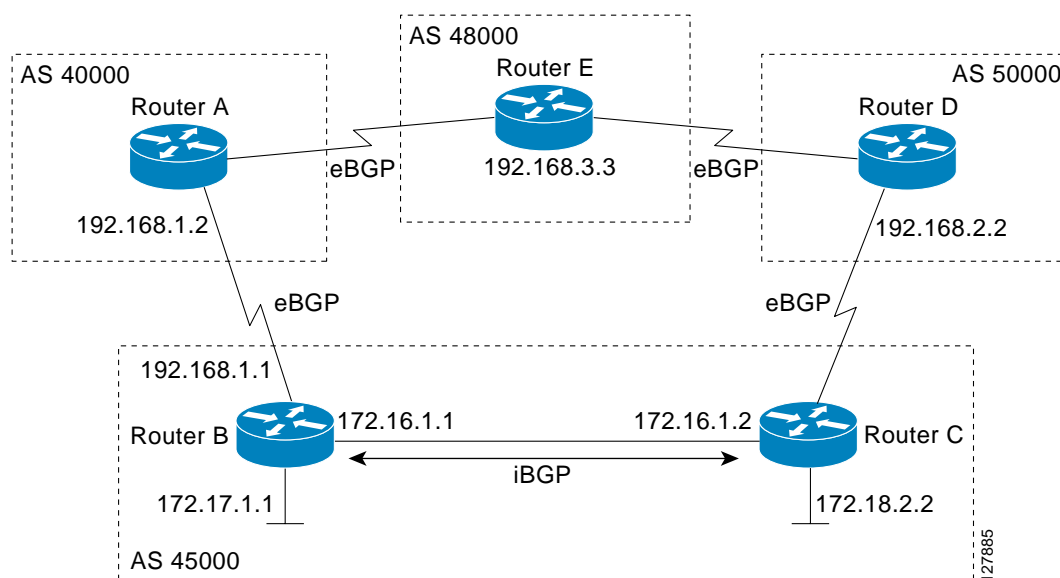 AS 48000
AS 40000
Router E
AS 50000
Router A
Router D
192.168.3.3
eBGP
eBGP
192.168.1.2
192.168.2.2
eBGP
eBGP
192.168.1.1
172.16.1.1
172.16.1.2
Router B
Router C
iBGP
172.17.1.1
172.18.2.2
AS 45000
127885